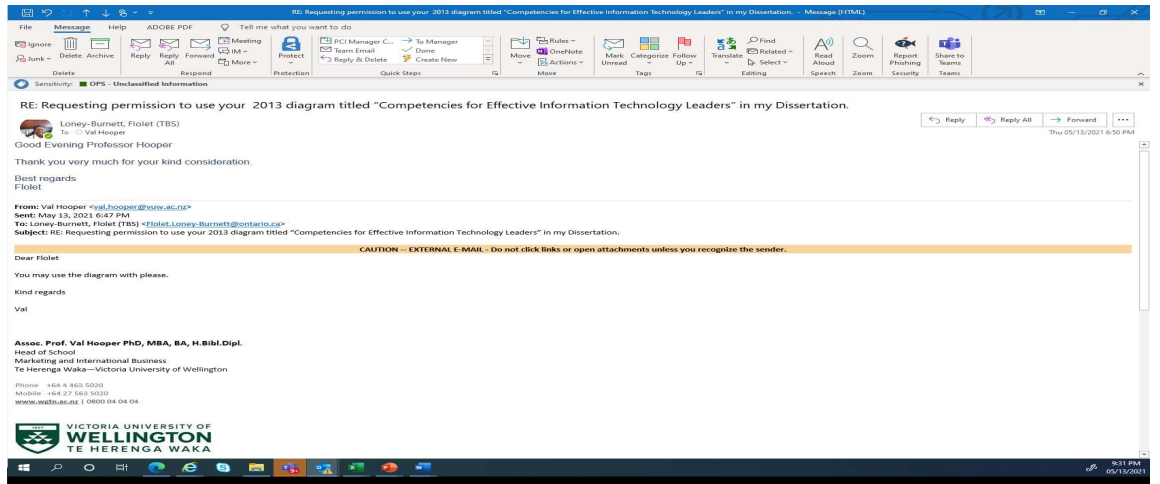 RE: Requesting permission to use your 2013 diagram titled "Competencies for Effective Information Technology Leaders" in my Dissertation. - Message (HTML)
File Message Help ADOBE PDF Tell me what you want to do
Ignore
Junk
Delete Archive
Reply Reply All Forward
Meeting
IM
More
Protect
PCI Manager C...
Team Email
Reply & Delete
To Manager
Done
Create New
Move
Rules
OneNote
Actions
Mark Unread Categorize Follow Up
Translate
Find
Related
Select
Read Aloud
Zoom
Report Phishing
Share to Teams
Delete Respond Protection Quick Steps Move Tags Editing Speech Zoom Security Teams
Sensitivity: OPS - Unclassified Information
RE: Requesting permission to use your 2013 diagram titled "Competencies for Effective Information Technology Leaders" in my Dissertation.
Loney-Burnett, Flolet (TBS)
To Val Hooper
Reply Reply All Forward
Thu 05/13/2021 6:50 PM
Good Evening Professor Hooper
Thank you very much for your kind consideration.
Best regards
Flolet
From: Val Hooper <val.hooper@vuw.ac.nz>
Sent: May 13, 2021 6:47 PM
To: Loney-Burnett, Flolet (TBS) <Flolet.Loney-Burnett@ontario.ca>
Subject: RE: Requesting permission to use your 2013 diagram titled "Competencies for Effective Information Technology Leaders" in my Dissertation.
CAUTION -- EXTERNAL E-MAIL - Do not click links or open attachments unless you recognize the sender.
Dear Flolet
You may use the diagram with please.
Kind regards
Val
Assoc. Prof. Val Hooper PhD, MBA, BA, H.Bibl.Dipl.
Head of School
Marketing and International Business
Te Herenga Waka—Victoria University of Wellington
Phone +64 4 463 5020
Mobile +64 27 563 5020
www.wgtn.ac.nz | 0800 04 04 04
1897
VICTORIA UNIVERSITY OF
WELLINGTON
TE HERENGA WAKA
9:31 PM
05/13/2021